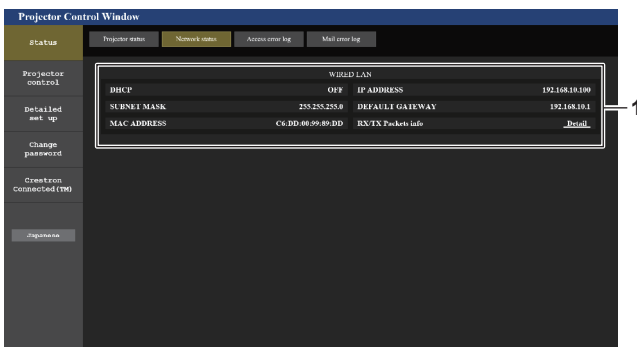 Projector Control Window
Status
Projector status
Network status
Access error log
Mail error log
Projector
control
Detailed
set up
Change
password
Crestron
Connected(TM)
Japanese
WIRED LAN
DHCP OFF IP ADDRESS 192.168.10.100
SUBNET MASK 255.255.255.0 DEFAULT GATEWAY 192.168.10.1
MAC ADDRESS C6:DD:00:99:89:DD RX/TX Packets info Detail
1